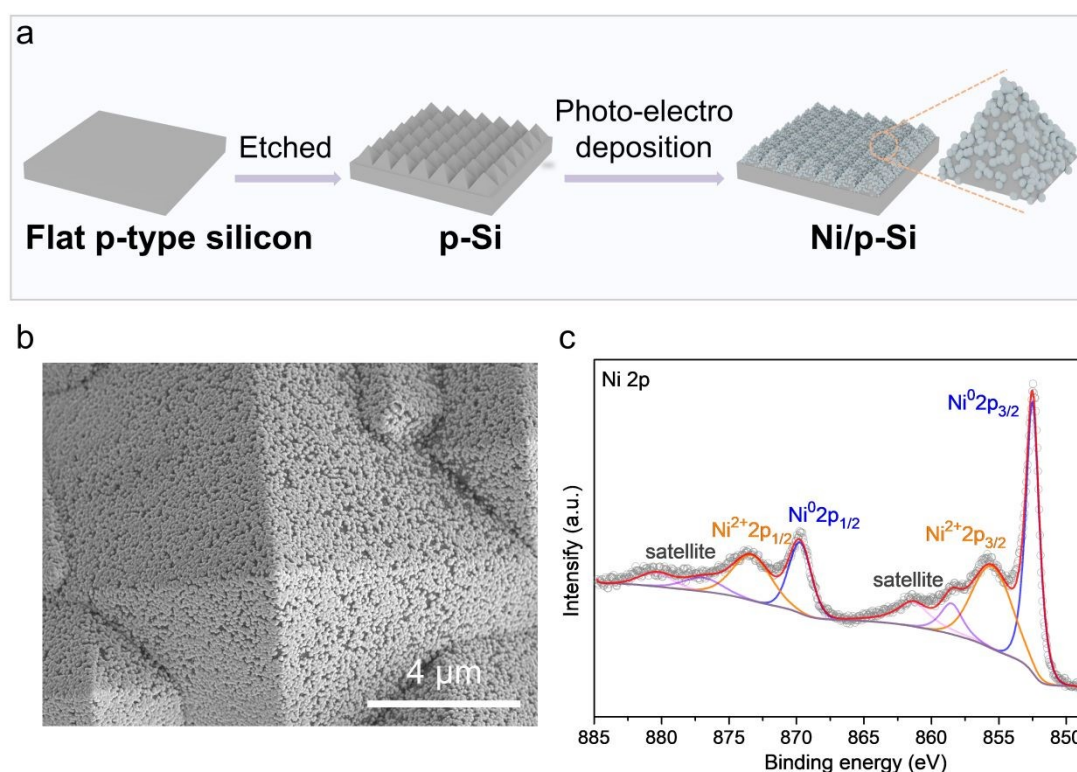 a
Etched
Photo-electro
deposition
Flat p-type silicon
p-Si
Ni/p-Si
b
4 μm
c
Ni 2p
Ni⁰2p₃/₂
Ni²⁺2p₁/₂
Ni⁰2p₁/₂
Ni²⁺2p₃/₂
satellite
satellite
Intensify (a.u.)
885 880 875 870 865 860 855 850
Binding energy (eV)